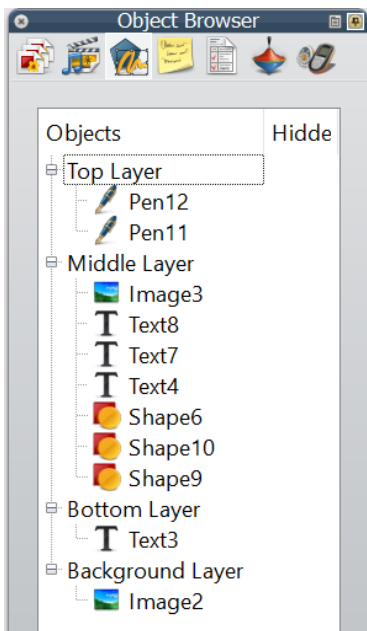 Object Browser
Objects Hidde
Top Layer
Pen12
Pen11
Middle Layer
Image3
Text8
Text7
Text4
Shape6
Shape10
Shape9
Bottom Layer
Text3
Background Layer
Image2